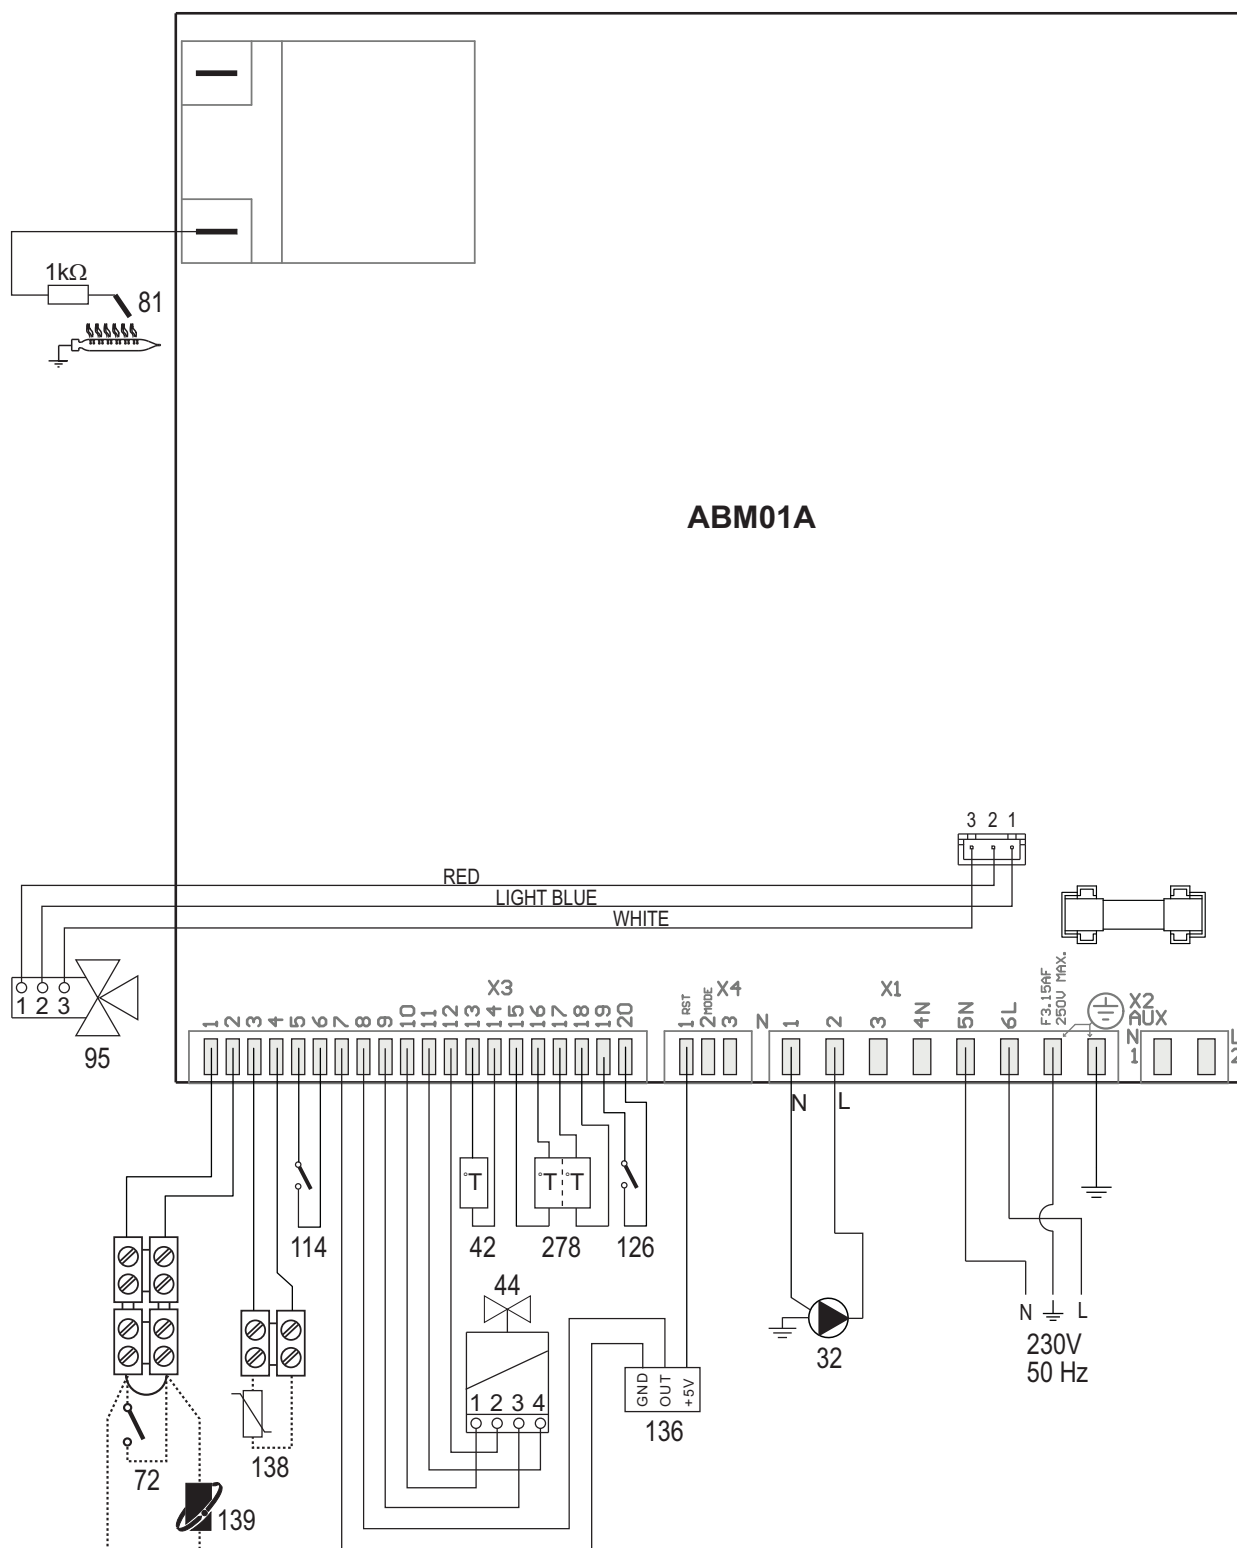 1kΩ
81
ABM01A
3 2 1
RED
LIGHT BLUE
WHITE
1 2 3
95
X3
1 2 3 4 5 6 7 8 9 10 11 12 13 14 15 16 17 18 19 20
X4
1 RST
2 MODE
3
X1
N 1 2 3 4N 5N 6L
F3.15AF
250V MAX.
X2
AUX
N
1
L
2
N L
114
°T
42
°T °T
278
126
44
1 2 3 4
GND
OUT
+5V
136
32
N L
230V
50 Hz
72
138
139